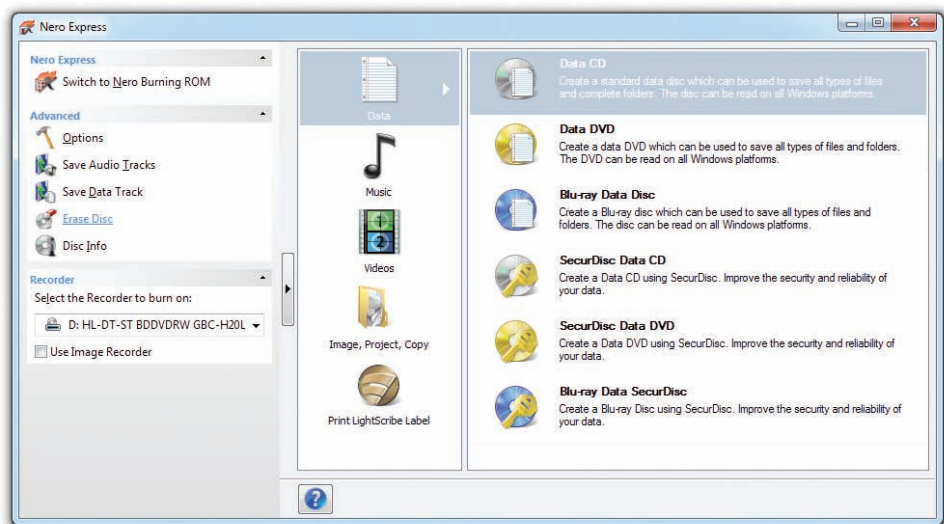 Nero Express
Nero Express
Switch to Nero Burning ROM
Advanced
Options
Save Audio Tracks
Save Data Track
Erase Disc
Disc Info
Recorder
Select the Recorder to burn on:
D: HL-DT-ST BDDVDRW GBC-H20L
Use Image Recorder
Data
Music
1
2
Videos
Image, Project, Copy
Print LightScribe Label
Data CD
Create a standard data disc which can be used to save all types of files
and complete folders. The disc can be read on all Windows platforms.
Data DVD
Create a data DVD which can be used to save all types of files and folders.
The DVD can be read on all Windows platforms.
Blu-ray Data Disc
Create a Blu-ray disc which can be used to save all types of files and
folders. The disc can be read on all Windows platforms.
SecurDisc Data CD
Create a Data CD using SecurDisc. Improve the security and reliability of
your data.
SecurDisc Data DVD
Create a Data DVD using SecurDisc. Improve the security and reliability of
your data.
Blu-ray Data SecurDisc
Create a Blu-ray Disc using SecurDisc. Improve the security and reliability of
your data.
?